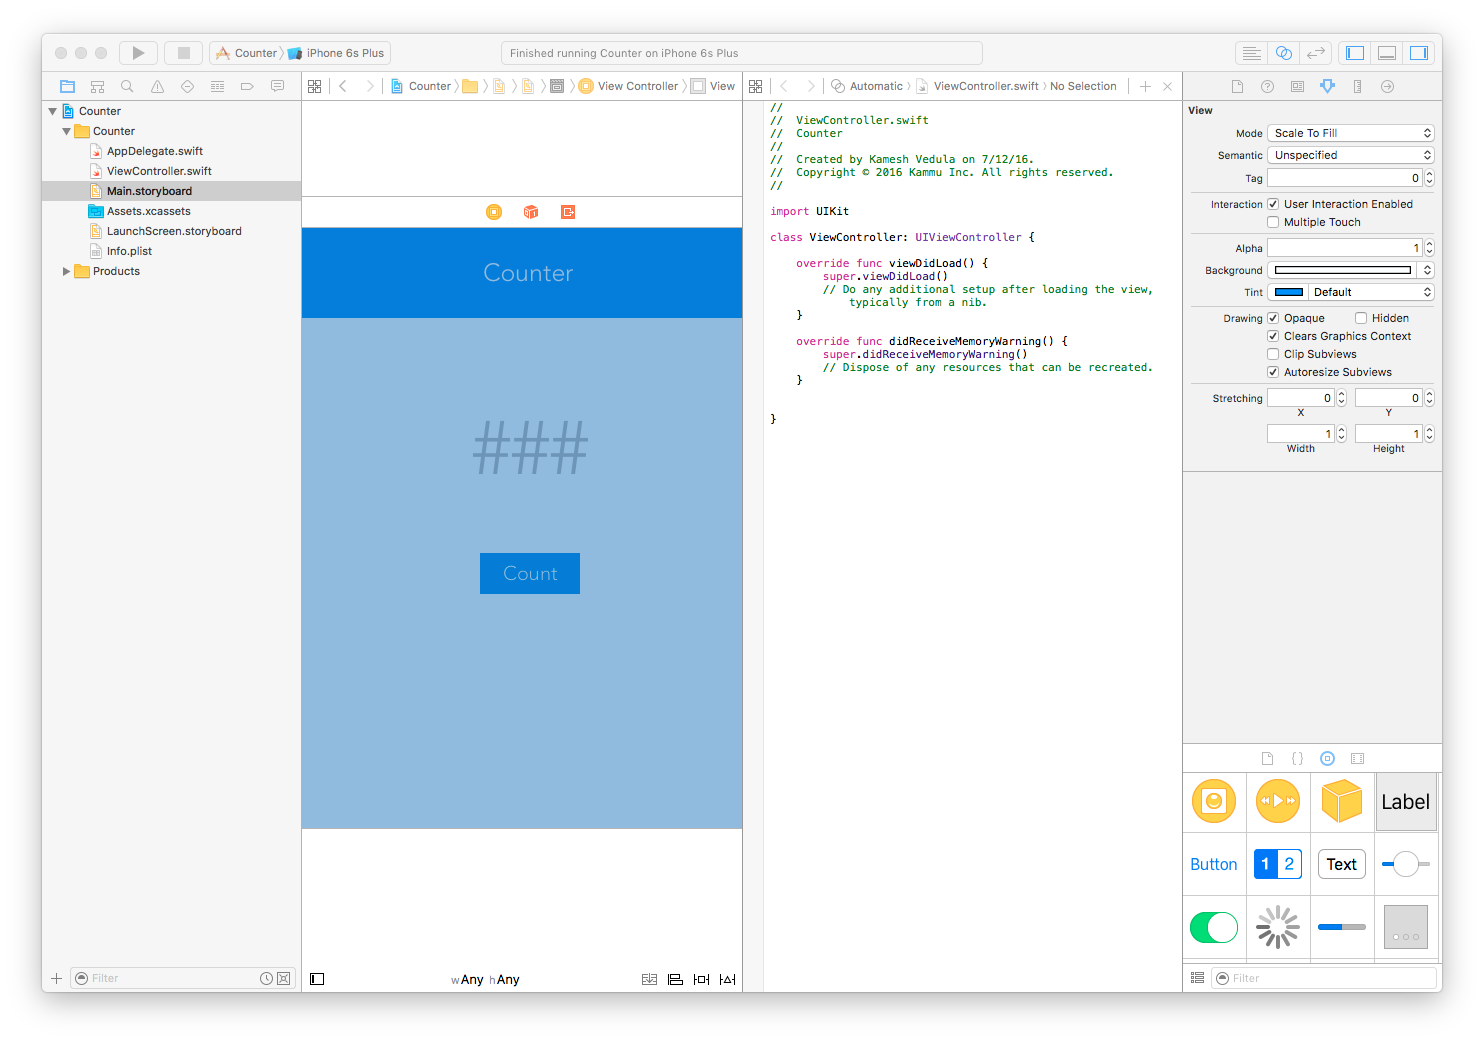 Counter
iPhone 6s Plus
Finished running Counter on iPhone 6s Plus
Counter
View Controller
View
Automatic
ViewController.swift
No Selection
Counter
Counter
AppDelegate.swift
ViewController.swift
Main.storyboard
Assets.xcassets
LaunchScreen.storyboard
Info.plist
Products
Filter
Counter
###
Count
wAny hAny
//
//  ViewController.swift
//  Counter
//
//  Created by Kamesh Vedula on 7/12/16.
//  Copyright © 2016 Kammu Inc. All rights reserved.
//
import UIKit
class ViewController: UIViewController {
    override func viewDidLoad() {
        super.viewDidLoad()
        // Do any additional setup after loading the view,
            typically from a nib.
    }
    override func didReceiveMemoryWarning() {
        super.didReceiveMemoryWarning()
        // Dispose of any resources that can be recreated.
    }
}
View
Mode Scale To Fill
Semantic Unspecified
Tag 0
Interaction User Interaction Enabled
Multiple Touch
Alpha 1
Background
Tint Default
Drawing Opaque Hidden
Clears Graphics Context
Clip Subviews
Autoresize Subviews
Stretching 0 0
X Y
1 1
Width Height
Label
Button
1 2
Text
Filter